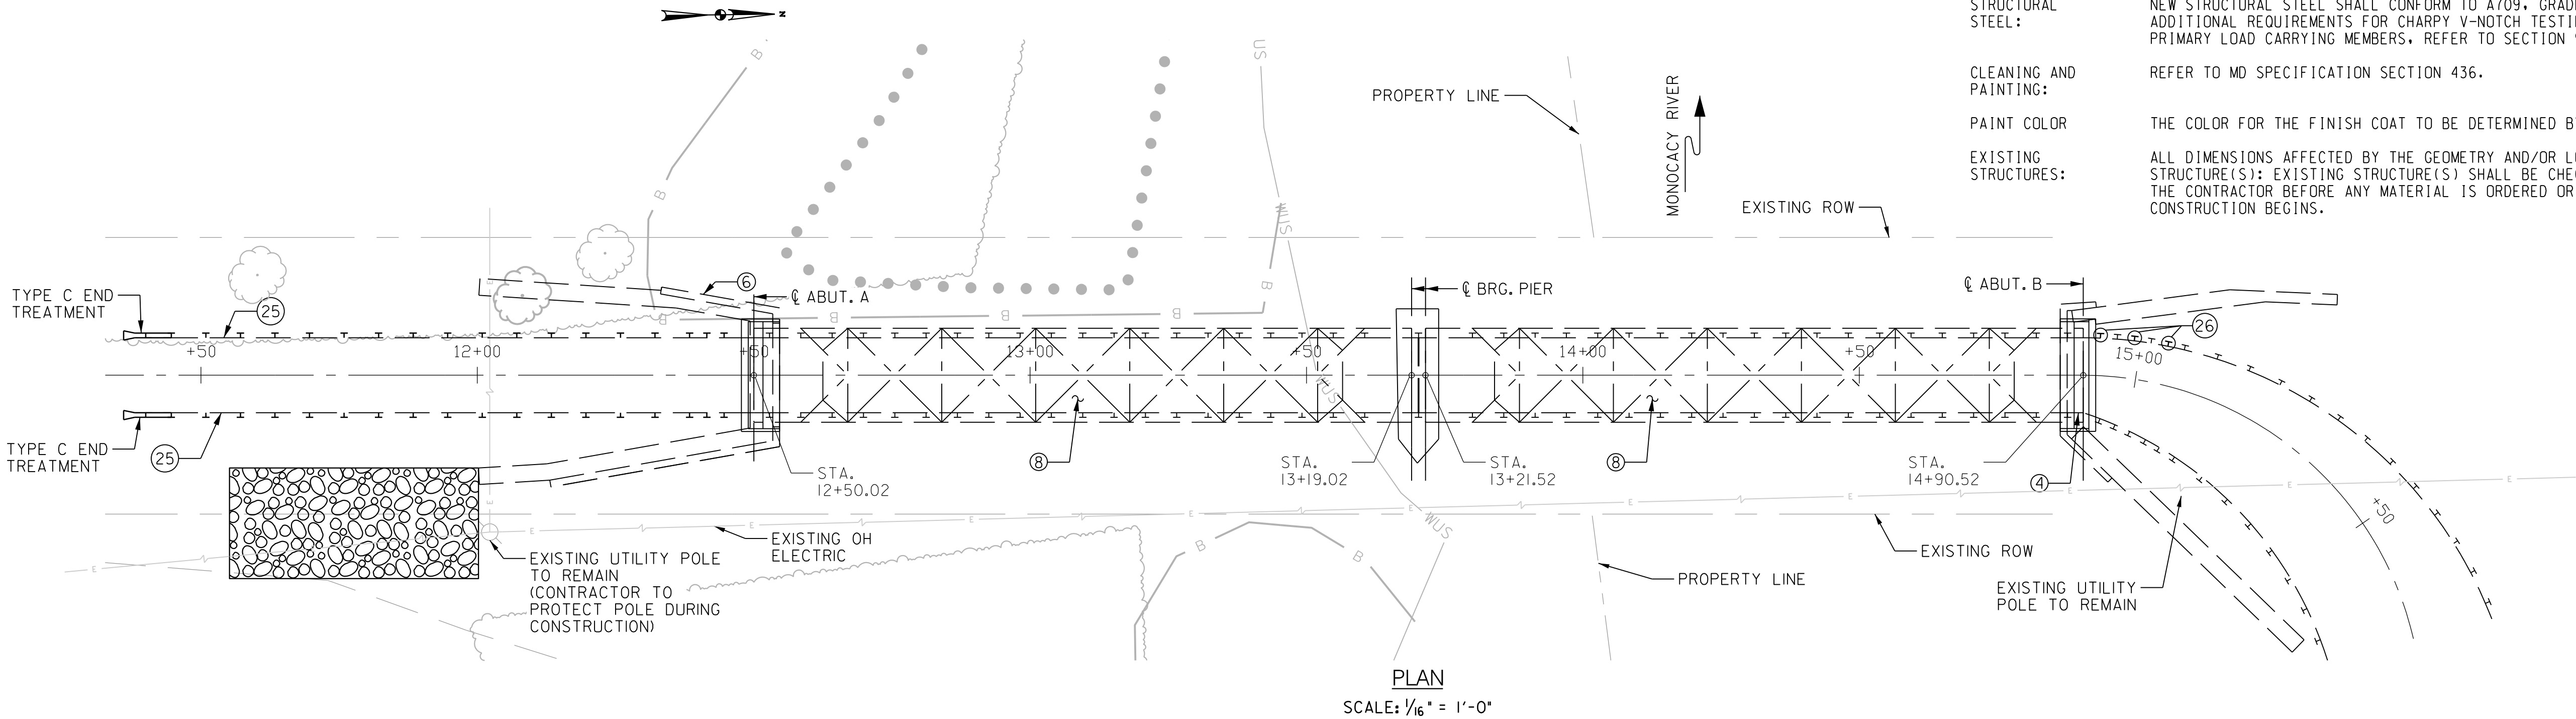 N
STRUCTURAL
STEEL:
NEW STRUCTURAL STEEL SHALL CONFORM TO A709, GRAD
ADDITIONAL REQUIREMENTS FOR CHARPY V-NOTCH TESTI
PRIMARY LOAD CARRYING MEMBERS, REFER TO SECTION
CLEANING AND
PAINTING:
REFER TO MD SPECIFICATION SECTION 436.
PAINT COLOR
THE COLOR FOR THE FINISH COAT TO BE DETERMINED B
EXISTING
STRUCTURES:
ALL DIMENSIONS AFFECTED BY THE GEOMETRY AND/OR L
STRUCTURE(S): EXISTING STRUCTURE(S) SHALL BE CHE
THE CONTRACTOR BEFORE ANY MATERIAL IS ORDERED OR
CONSTRUCTION BEGINS.
B
US
PROPERTY LINE
MONOCACY RIVER
EXISTING ROW
B
WUS
TYPE C END
TREATMENT
25
6
℄ ABUT. A
B
B
B
B
B
℄ BRG. PIER
℄ ABUT. B
26
+50
12+00
+50
13+00
+50
14+00
+50
15+00
WUS
TYPE C END
TREATMENT
25
STA.
12+50.02
8
STA.
13+19.02
STA.
13+21.52
8
STA.
14+90.52
4
+50
E
E
E
E
E
E
E
E
E
E
E
E
E
WUS
EXISTING OH
ELECTRIC
EXISTING UTILITY POLE
TO REMAIN
(CONTRACTOR TO
PROTECT POLE DURING
CONSTRUCTION)
B
B
B
EXISTING ROW
PROPERTY LINE
EXISTING UTILITY
POLE TO REMAIN
PLAN
SCALE: 1/16" = 1'-0"